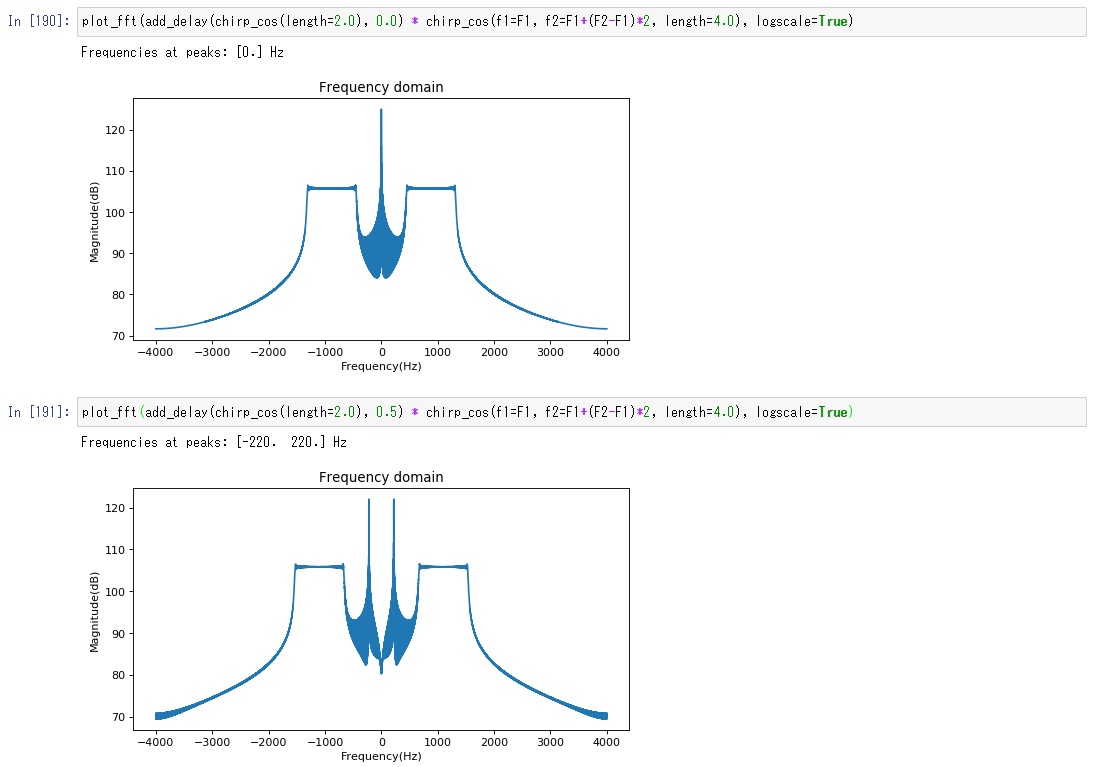 In [190]: plot_fft(add_delay(chirp_cos(length=2.0), 0.0) * chirp_cos(f1=F1, f2=F1+(F2-F1)*2, length=4.0), logscale=True)
Frequencies at peaks: [0.] Hz
Frequency domain
120
110
100
90
80
70
Magnitude(dB)
−4000 −3000 −2000 −1000 0 1000 2000 3000 4000
Frequency(Hz)
In [191]: plot_fft(add_delay(chirp_cos(length=2.0), 0.5) * chirp_cos(f1=F1, f2=F1+(F2-F1)*2, length=4.0), logscale=True)
Frequencies at peaks: [-220. 220.] Hz
Frequency domain
120
110
100
90
80
70
Magnitude(dB)
−4000 −3000 −2000 −1000 0 1000 2000 3000 4000
Frequency(Hz)